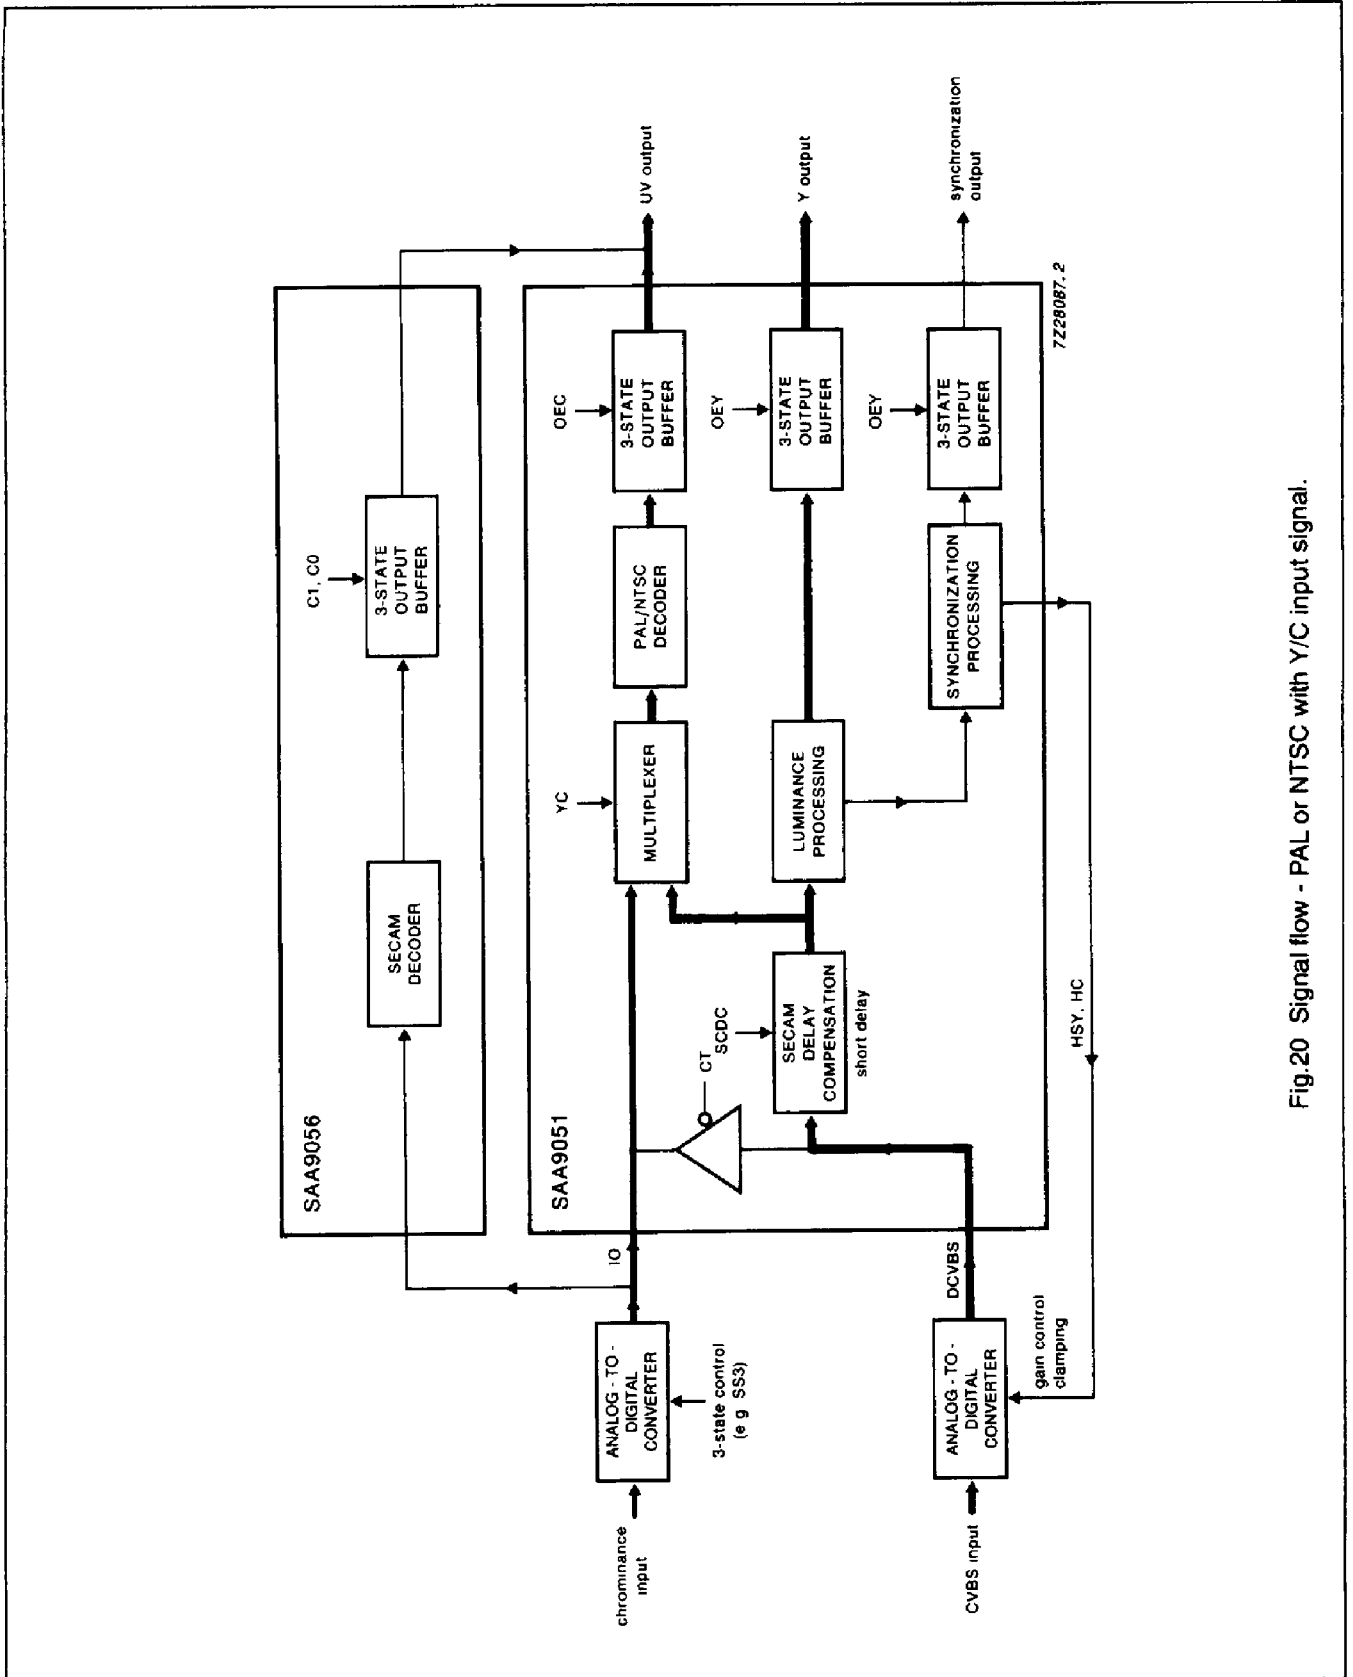 SAA9056
SECAM
DECODER
C1, C0
3-STATE
OUTPUT
BUFFER
SAA9051
chrominance
input
ANALOG - TO -
DIGITAL
CONVERTER
3-state control
(e g SS3)
IO
CT
YC
MULTIPLEXER
PAL/NTSC
DECODER
OEC
3-STATE
OUTPUT
BUFFER
UV output
SCDC
SECAM
DELAY
COMPENSATION
short delay
LUMINANCE
PROCESSING
OEY
3-STATE
OUTPUT
BUFFER
Y output
CVBS input
ANALOG - TO -
DIGITAL
CONVERTER
DCVBS
gain control
clamping
HSY, HC
SYNCHRONIZATION
PROCESSING
OEY
3-STATE
OUTPUT
BUFFER
synchronization
output
7Z28087.2
Fig.20 Signal flow - PAL or NTSC with Y/C input signal.